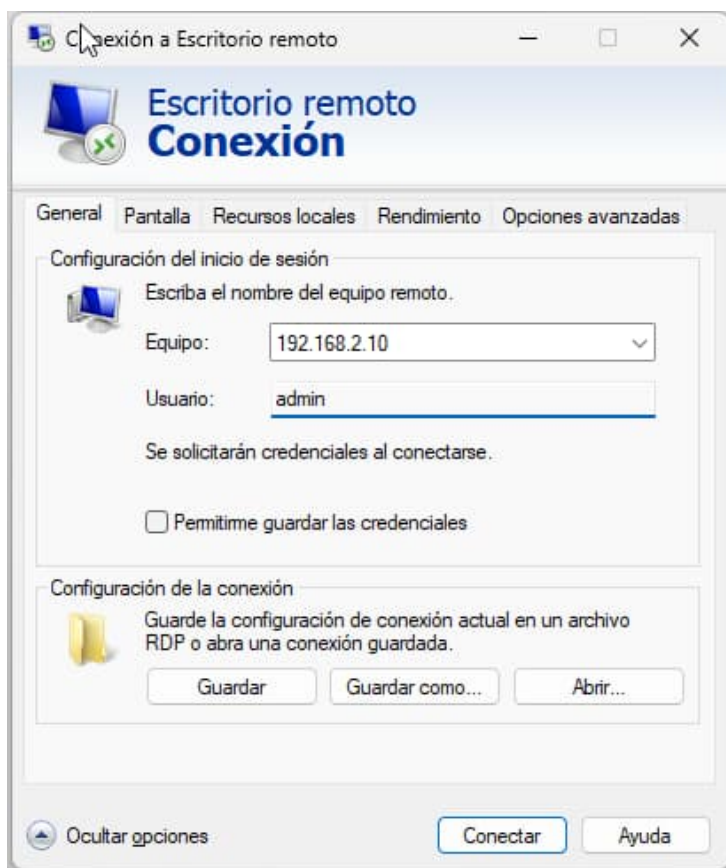 Conexión a Escritorio remoto
Escritorio remoto
Conexión
General Pantalla Recursos locales Rendimiento Opciones avanzadas
Configuración del inicio de sesión
Escriba el nombre del equipo remoto.
Equipo: 192.168.2.10
Usuario: admin
Se solicitarán credenciales al conectarse.
Permitirme guardar las credenciales
Configuración de la conexión
Guarde la configuración de conexión actual en un archivo
RDP o abra una conexión guardada.
Guardar Guardar como... Abrir...
Ocultar opciones Conectar Ayuda